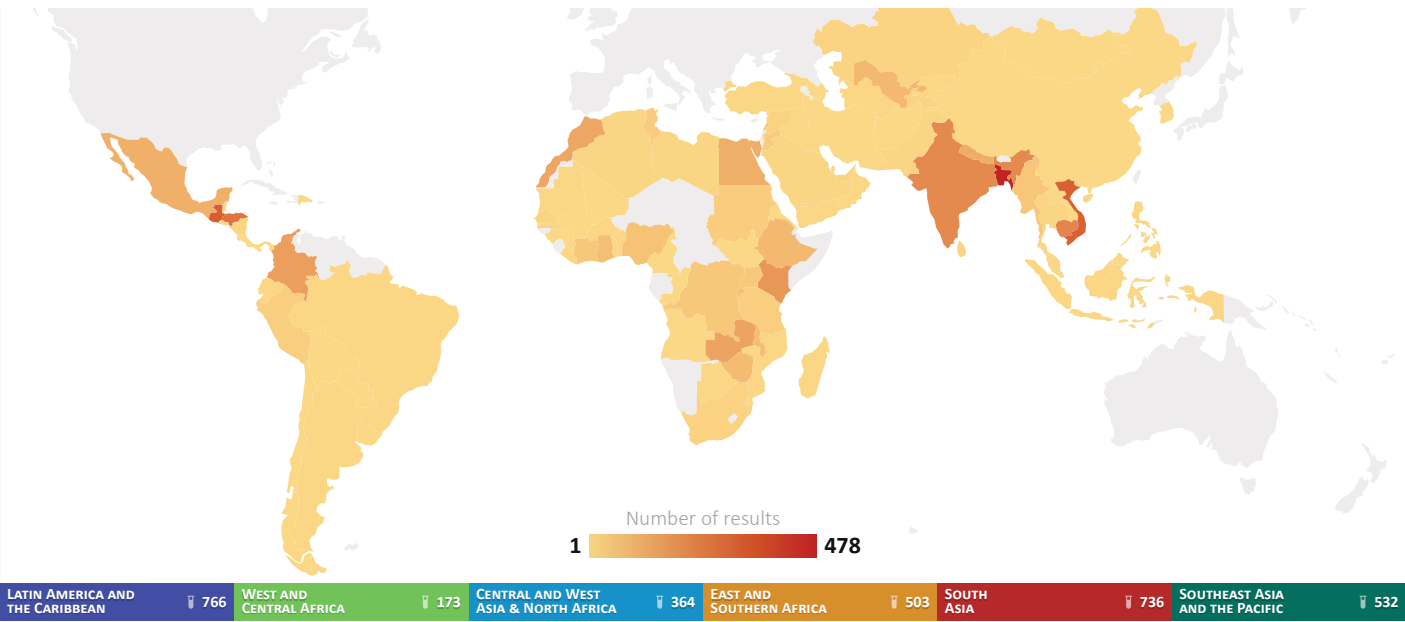 Number of results
1
478
LATIN AMERICA AND
THE CARIBBEAN
766
WEST AND
CENTRAL AFRICA
173
CENTRAL AND WEST
ASIA & NORTH AFRICA
364
EAST AND
SOUTHERN AFRICA
503
SOUTH
ASIA
736
SOUTHEAST ASIA
AND THE PACIFIC
532